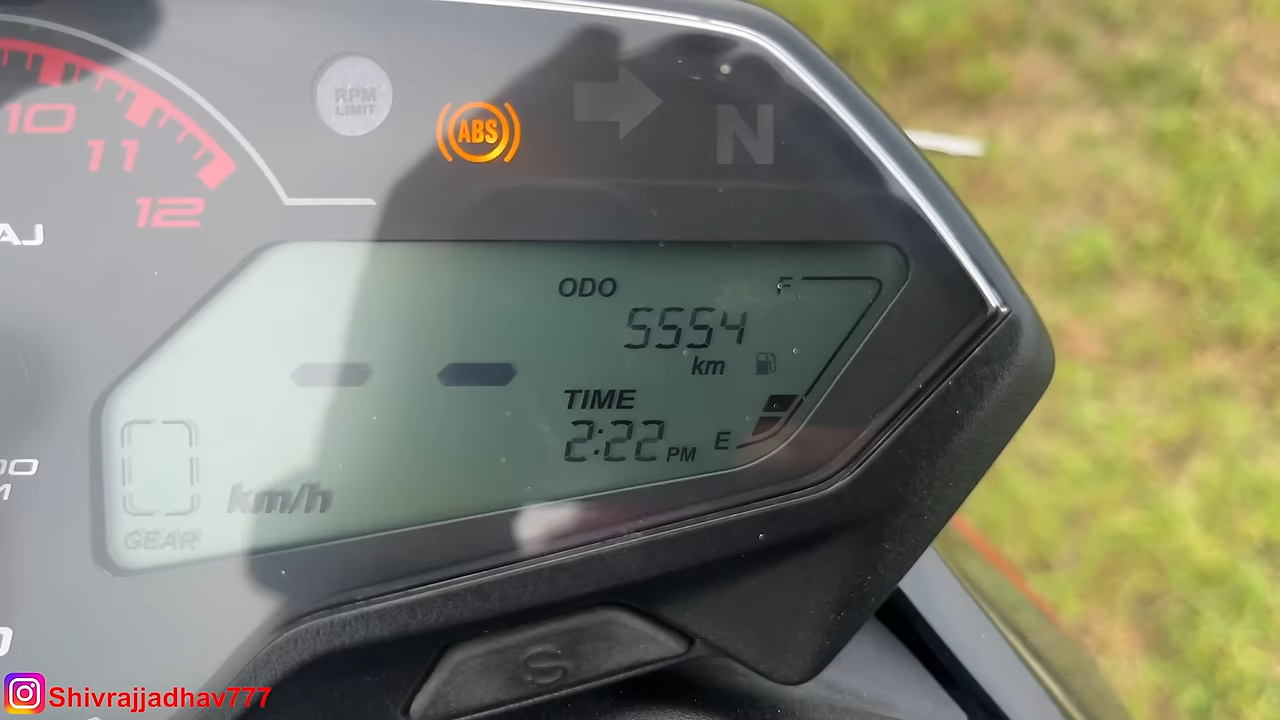 RPM
LIMIT
ABS
N
10
11
12
AJ
ODO
F
5554
km
TIME
2:22 PM
E
km/h
GEAR
S
Shivrajjadhav777